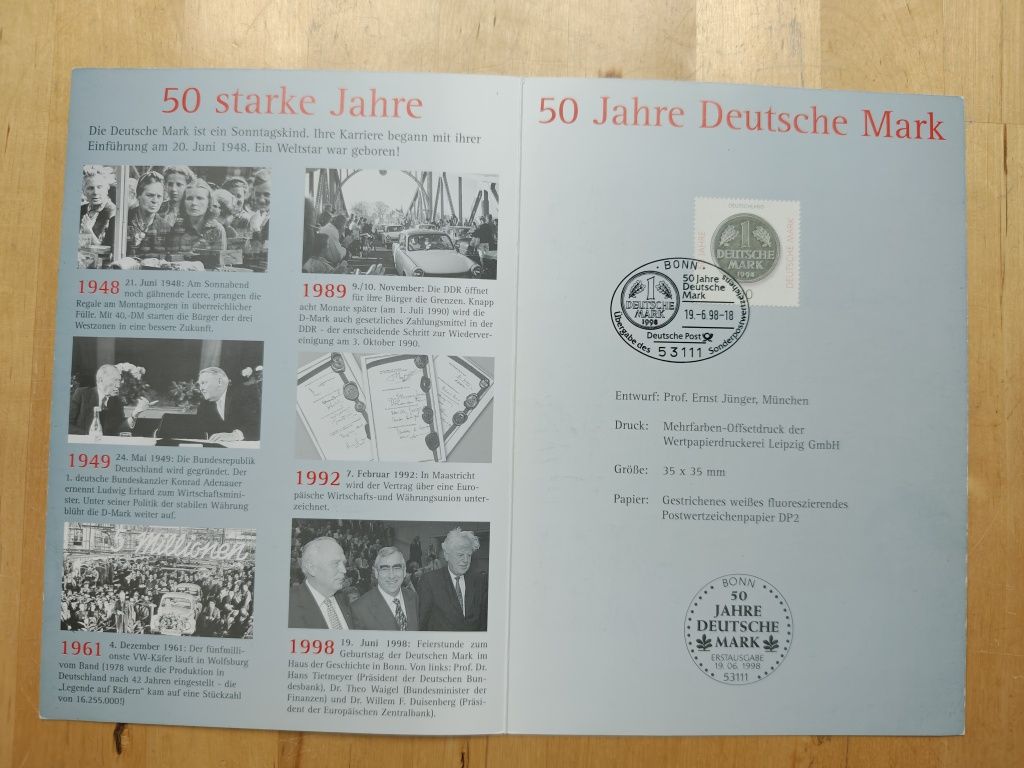 50 starke Jahre
Die Deutsche Mark ist ein Sonntagskind. Ihre Karriere begann mit ihrer
Einführung am 20. Juni 1948. Ein Weltstar war geboren!
1948 21. Juni 1948: Am Sonnabend
noch gähnende Leere, prangen die
Regale am Montagmorgen in überreichlicher
Fülle. Mit 40,-DM starten die Bürger der drei
Westzonen in eine bessere Zukunft.
1949 24. Mai 1949: Die Bundesrepublik
Deutschland wird gegründet. Der
1. deutsche Bundeskanzler Konrad Adenauer
ernennt Ludwig Erhard zum Wirtschaftsmini-
ster. Unter seiner Politik der stabilen Währung
blüht die D-Mark weiter auf.
5 Millionen
1961 4. Dezember 1961: Der fünfmilli-
onste VW-Käfer läuft in Wolfsburg
vom Band (1978 wurde die Produktion in
Deutschland nach 42 Jahren eingestellt - die
„Legende auf Rädern" kam auf eine Stückzahl
von 16.255.000!)
1989 9./10. November: Die DDR öffnet
für ihre Bürger die Grenzen. Knapp
acht Monate später (am 1. Juli 1990) wird die
D-Mark auch gesetzliches Zahlungsmittel in der
DDR - der entscheidende Schritt zur Wiederver-
einigung am 3. Oktober 1990.
1992 7. Februar 1992: In Maastricht
wird der Vertrag über eine Euro-
päische Wirtschafts-und Währungsunion unter-
zeichnet.
1998 19. Juni 1998: Feierstunde zum
Geburtstag der Deutschen Mark im
Haus der Geschichte in Bonn. Von links: Prof. Dr.
Hans Tietmeyer (Präsident der Deutschen Bun-
desbank), Dr. Theo Waigel (Bundesminister der
Finanzen) und Dr. Willem F. Duisenberg (Präsi-
dent der Europäischen Zentralbank).
50 Jahre Deutsche Mark
DEUTSCHLAND
JAHRE
DEUTSCHE MARK
1
DEUTSCHE
MARK
1948
BONN
50 Jahre
Deutsche
Mark
1
DEUTSCHE
MARK
1998
19.-6.98-18
Deutsche Post
Übergabe des Sonderpostwertzeichens
53111
Entwurf: Prof. Ernst Jünger, München
Druck: Mehrfarben-Offsetdruck der
Wertpapierdruckerei Leipzig GmbH
Größe: 35 x 35 mm
Papier: Gestrichenes weißes fluoreszierendes
Postwertzeichenpapier DP2
BONN
50
JAHRE
DEUTSCHE
MARK
ERSTAUSGABE
19. 06. 1998
53111